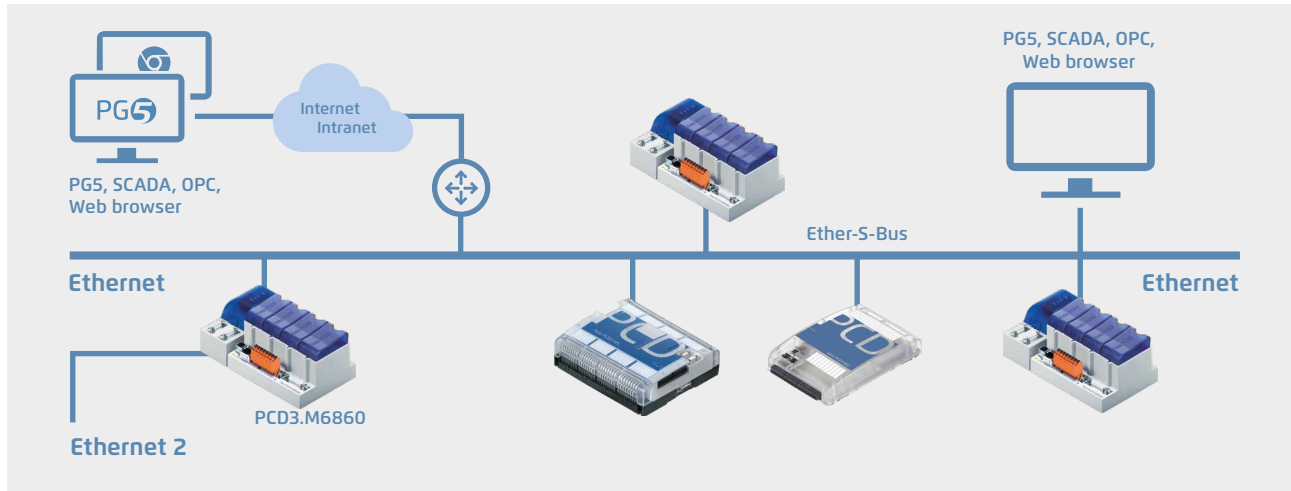 PG5
PG5, SCADA, OPC,
Web browser
Internet
Intranet
PG5, SCADA, OPC,
Web browser
Ether-S-Bus
Ethernet
Ethernet
PCD3.M6860
Ethernet 2
PCD
PCD